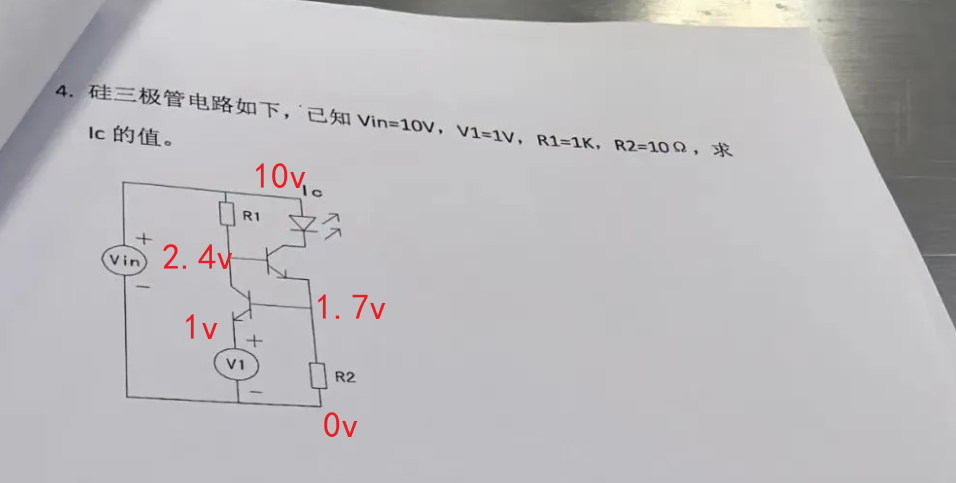 4. 硅三极管电路如下，已知 Vin=10V，V1=1V，R1=1K，R2=10Ω，求
Ic 的值。
10v
Ic
R1
+
Vin
2.4v
-
1.7v
1v
+
V1
R2
-
0v